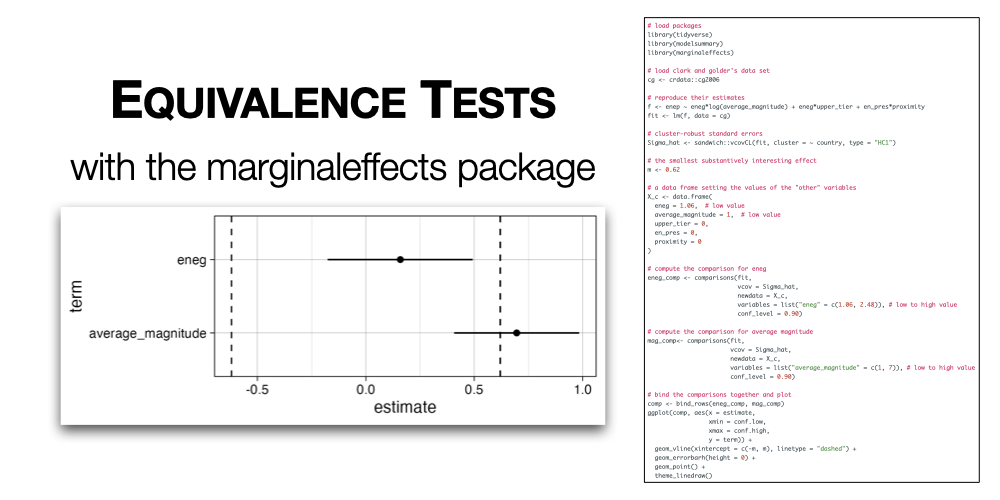 EQUIVALENCE TESTS
with the marginaleffects package
term
eneg
average_magnitude
-0.5
0.0
0.5
1.0
estimate
# load packages
library(tidyverse)
library(modelsummary)
library(marginaleffects)
# load clark and golder's data set
cg <- crdata::cg2006
# reproduce their estimates
f <- enep ~ eneg*log(average_magnitude) + eneg*upper_tier + en_pres*proximity
fit <- lm(f, data = cg)
# cluster-robust standard errors
Sigma_hat <- sandwich::vcovCL(fit, cluster = ~ country, type = "HC1")
# the smallest substantively interesting effect
m <- 0.62
# a data frame setting the values of the "other" variables
X_c <- data.frame(
  eneg = 1.06,  # low value
  average_magnitude = 1,  # low value
  upper_tier = 0,
  en_pres = 0,
  proximity = 0
)
# compute the comparison for eneg
eneg_comp <- comparisons(fit,
                         vcov = Sigma_hat,
                         newdata = X_c,
                         variables = list("eneg" = c(1.06, 2.48)), # low to high value
                         conf_level = 0.90)
# compute the comparison for average magnitude
mag_comp<- comparisons(fit,
                       vcov = Sigma_hat,
                       newdata = X_c,
                       variables = list("average_magnitude" = c(1, 7)), # low to high value
                       conf_level = 0.90)
# bind the comparisons together and plot
comp <- bind_rows(eneg_comp, mag_comp)
ggplot(comp, aes(x = estimate,
                 xmin = conf.low,
                 xmax = conf.high,
                 y = term)) +
  geom_vline(xintercept = c(-m, m), linetype = "dashed") +
  geom_errorbarh(height = 0) +
  geom_point() +
  theme_linedraw()